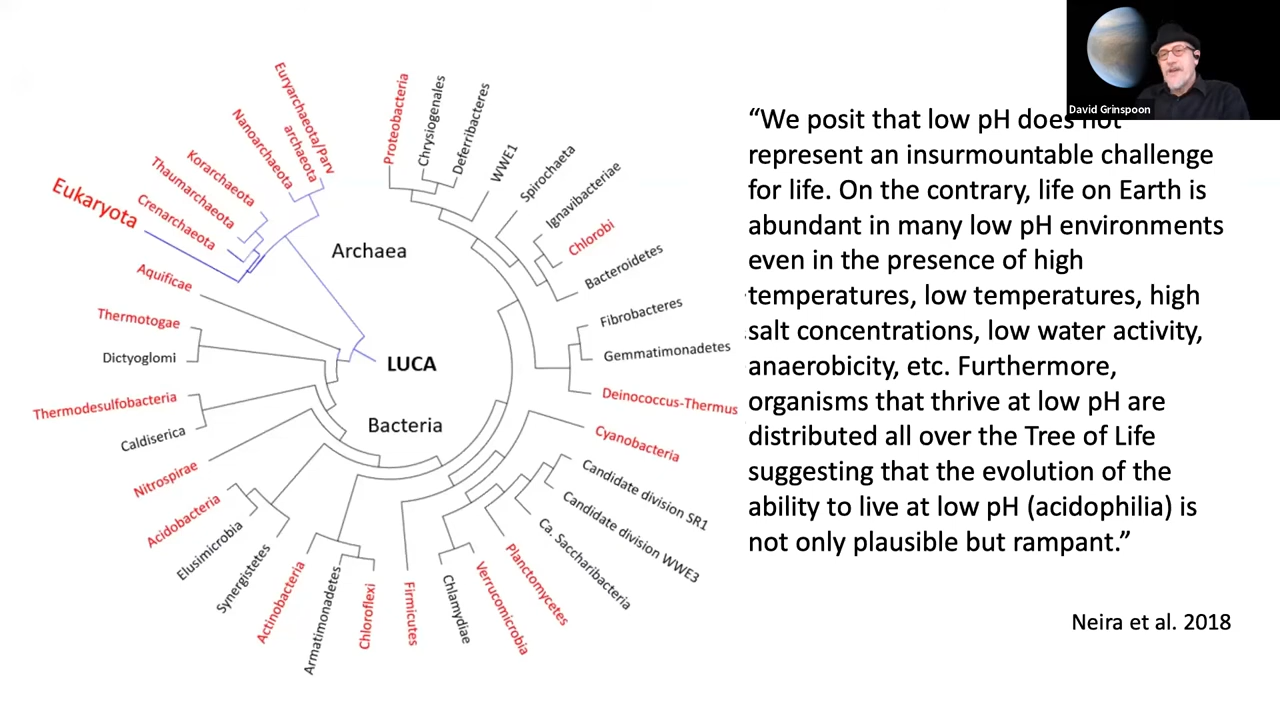 David Grinspoon
Euryarchaeota/Parv
archaeota
Nanoarchaeota
Korarchaeota
Thaumarchaeota
Crenarchaeota
Eukaryota
Aquificae
Thermotogae
Dictyoglomi
Thermodesulfobacteria
Caldiserica
Nitrospirae
Acidobacteria
Elusimicrobia
Synergistetes
Actinobacteria
Armatimonadetes
Chloroflexi
Firmicutes
Chlamydiae
Verrucomicrobia
Planctomycetes
Ca. Saccharibacteria
Candidate division WWE3
Candidate division SR1
Cyanobacteria
Deinococcus-Thermus
Gemmatimonadetes
Fibrobacteres
Bacteroidetes
Chlorobi
Ignavibacteriae
Spirochaeta
WWE1
Deferribacteres
Chrysiogenales
Proteobacteria
Archaea
LUCA
Bacteria
“We posit that low pH does not
represent an insurmountable challenge
for life. On the contrary, life on Earth is
abundant in many low pH environments
even in the presence of high
temperatures, low temperatures, high
salt concentrations, low water activity,
anaerobicity, etc. Furthermore,
organisms that thrive at low pH are
distributed all over the Tree of Life
suggesting that the evolution of the
ability to live at low pH (acidophilia) is
not only plausible but rampant.”
Neira et al. 2018